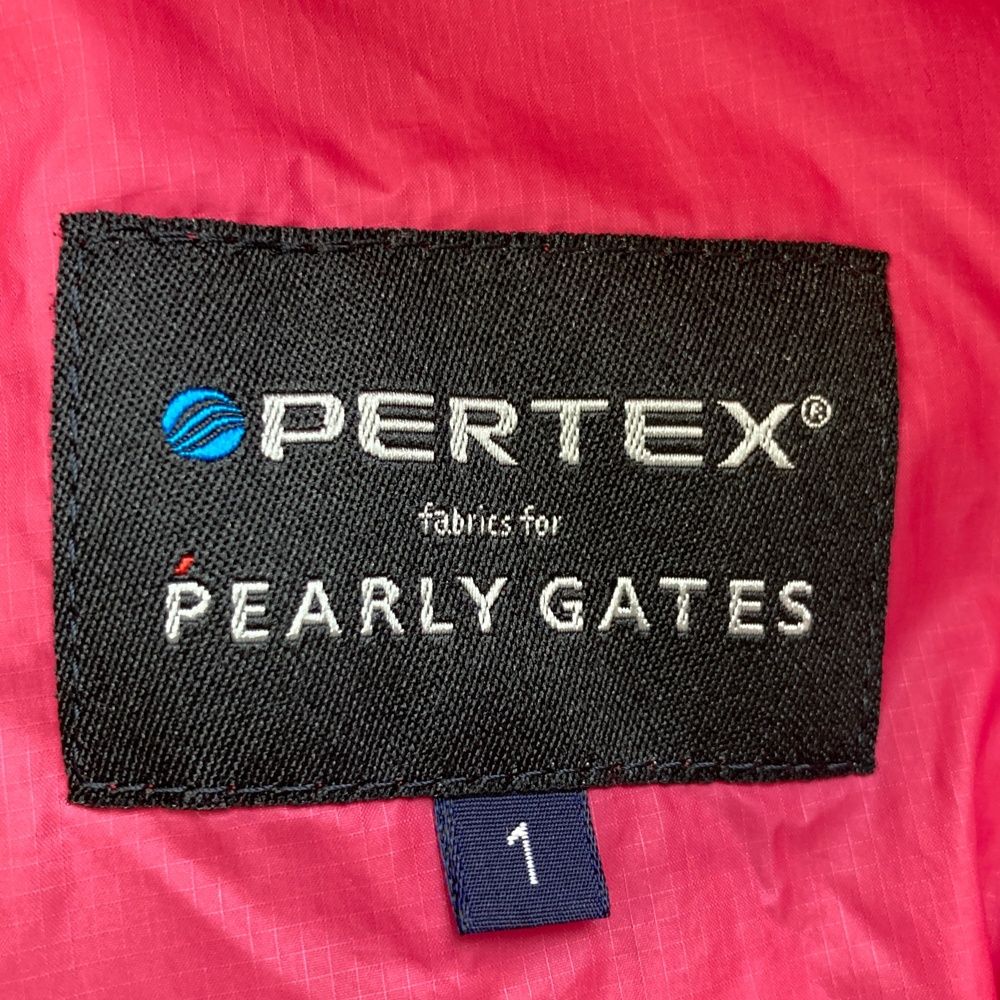 PERTEX®
fabrics for
PEARLY GATES
1